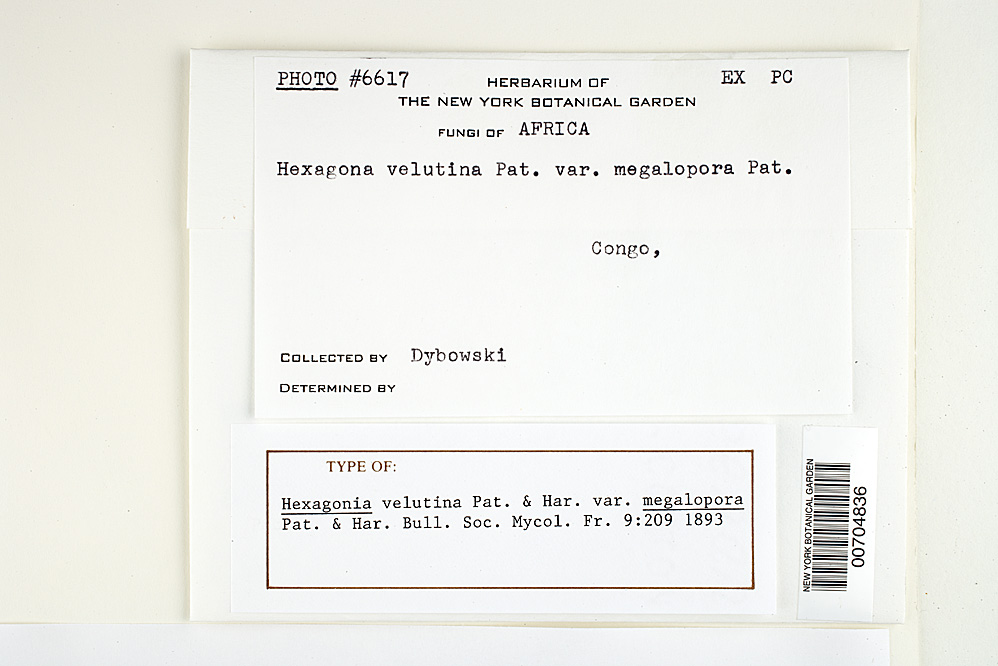 PHOTO #6617 HERBARIUM OF EX PC
THE NEW YORK BOTANICAL GARDEN
FUNGI OF AFRICA
Hexagona velutina Pat. var. megalopora Pat.
Congo,
COLLECTED BY Dybowski
DETERMINED BY
TYPE OF:
Hexagonia velutina Pat. & Har. var. megalopora
Pat. & Har. Bull. Soc. Mycol. Fr. 9:209 1893
NEW YORK BOTANICAL GARDEN
00704836